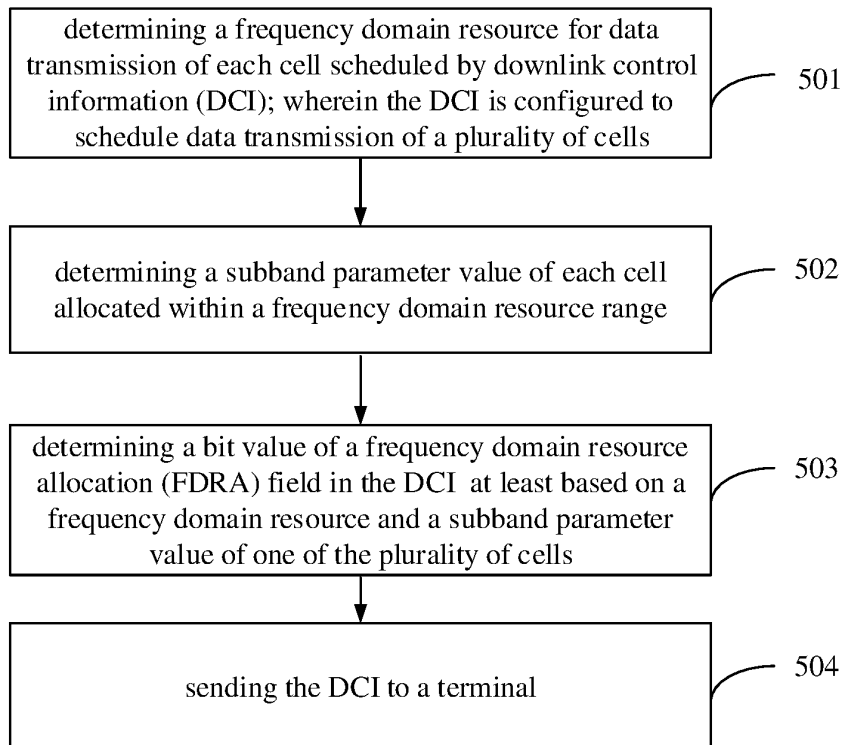 determining a frequency domain resource for data
transmission of each cell scheduled by downlink control
information (DCI); wherein the DCI is configured to
schedule data transmission of a plurality of cells
501
determining a subband parameter value of each cell
allocated within a frequency domain resource range
502
determining a bit value of a frequency domain resource
allocation (FDRA) field in the DCI at least based on a
frequency domain resource and a subband parameter
value of one of the plurality of cells
503
sending the DCI to a terminal
504